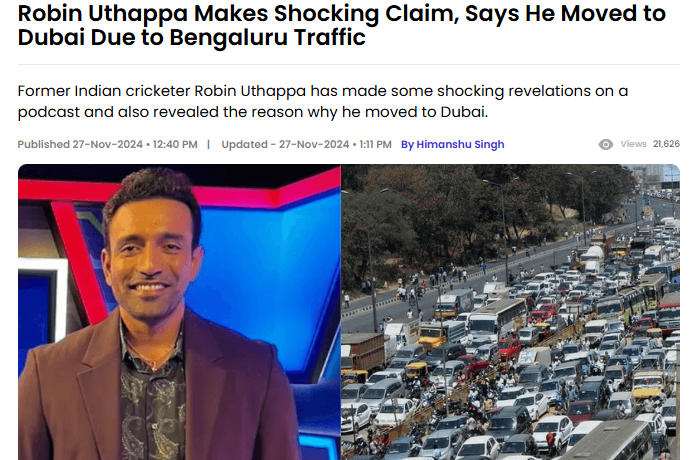 Robin Uthappa Makes Shocking Claim, Says He Moved to
Dubai Due to Bengaluru Traffic
Former Indian cricketer Robin Uthappa has made some shocking revelations on a
podcast and also revealed the reason why he moved to Dubai.
Published 27-Nov-2024 • 12:40 PM | Updated - 27-Nov-2024 • 1:11 PM By Himanshu Singh Views 21,626